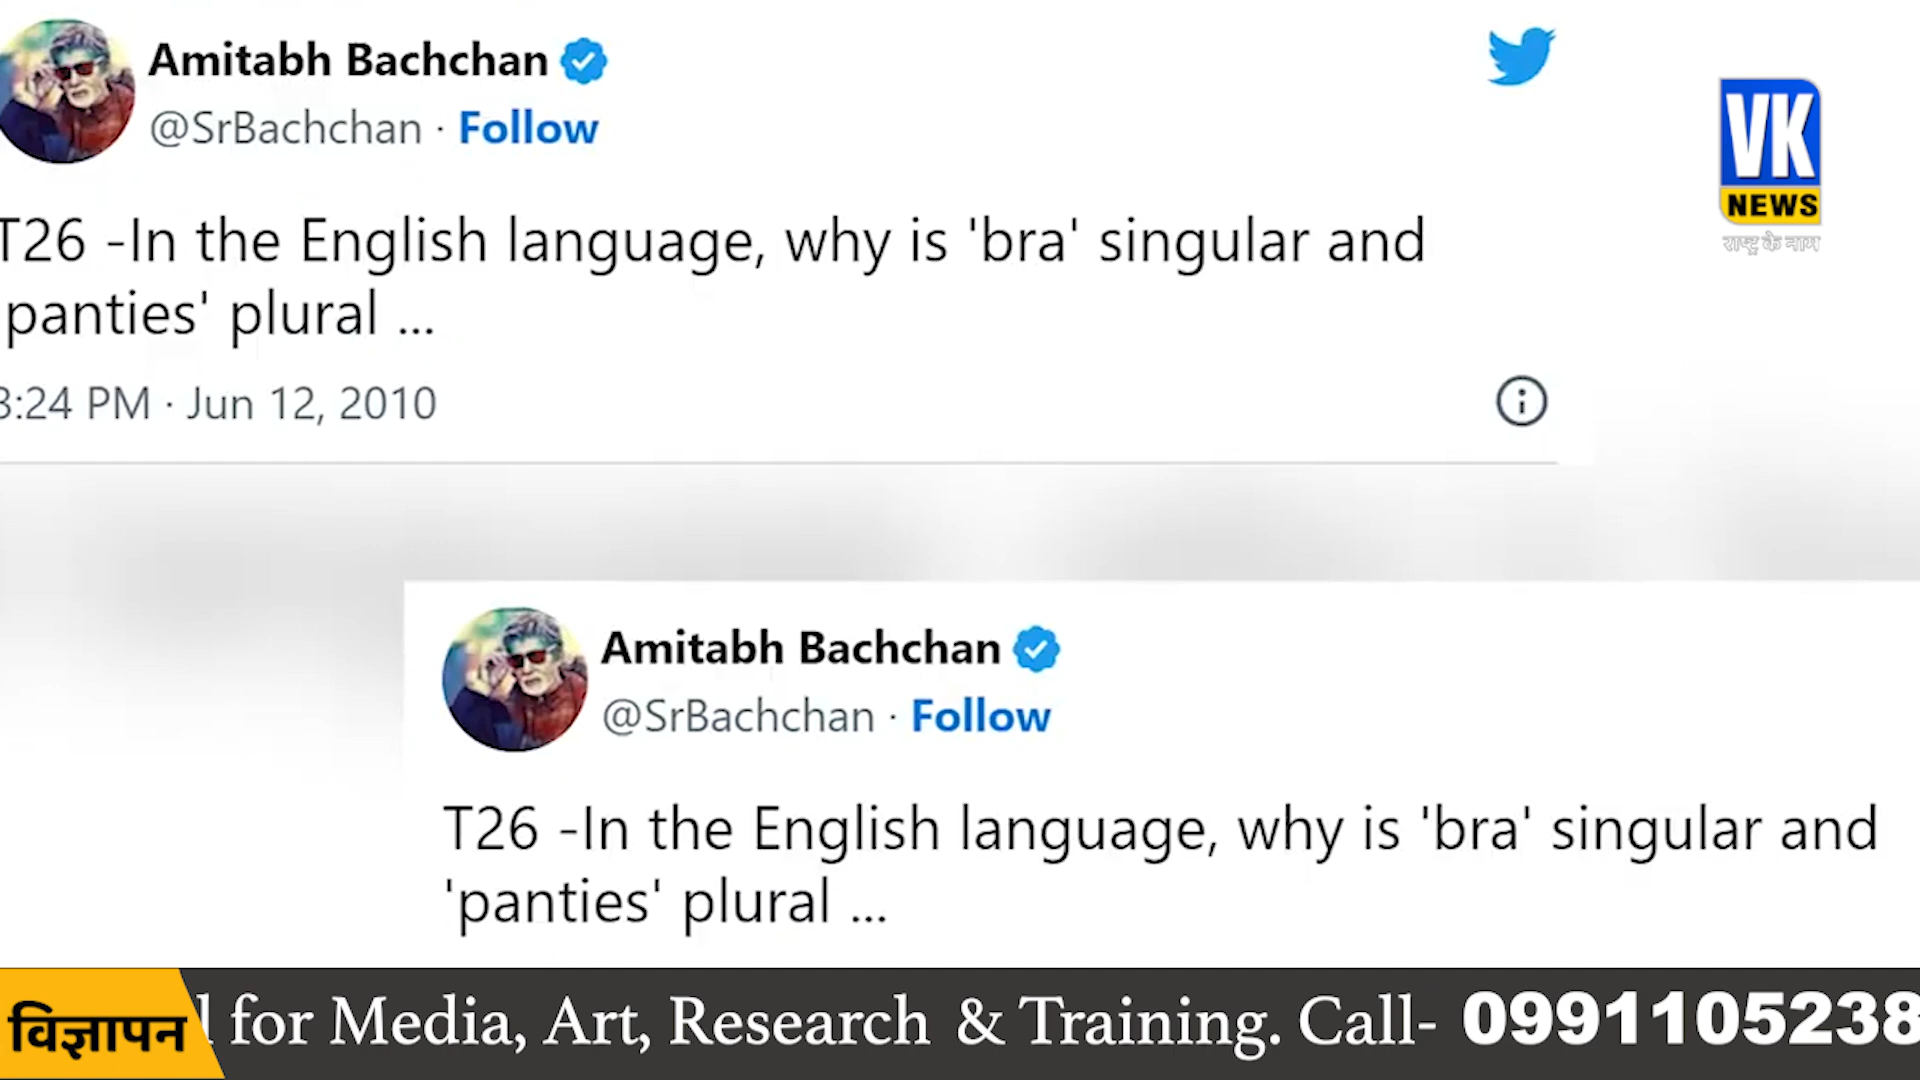 Amitabh Bachchan
@SrBachchan · Follow
T26 -In the English language, why is 'bra' singular and
panties' plural ...
3:24 PM · Jun 12, 2010
VK
NEWS
राष्ट्र के नाम
Amitabh Bachchan
@SrBachchan · Follow
T26 -In the English language, why is 'bra' singular and
'panties' plural ...
विज्ञापन
for Media, Art, Research & Training. Call- 0991105238